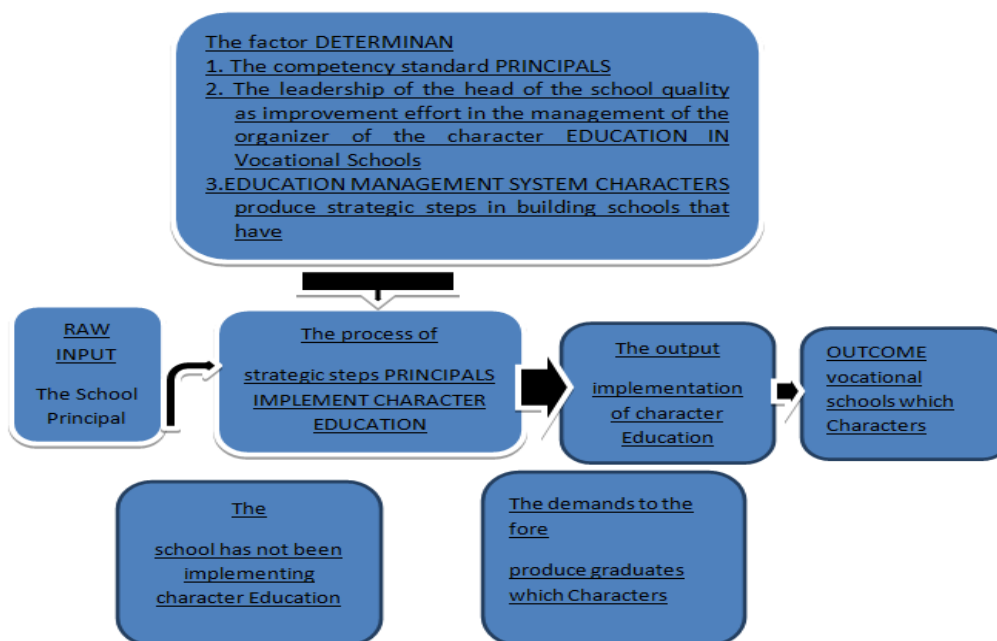 The factor DETERMINAN
1. The competency standard PRINCIPALS
2. The leadership of the head of the school quality
as improvement effort in the management of the
organizer of the character EDUCATION IN
Vocational Schools
3.EDUCATION MANAGEMENT SYSTEM CHARACTERS
produce strategic steps in building schools that
have
RAW
INPUT
The School
Principal
The process of
strategic steps PRINCIPALS
IMPLEMENT CHARACTER
EDUCATION
The output
implementation
of character
Education
OUTCOME
vocational
schools which
Characters
The
school has not been
implementing
character Education
The demands to the
fore
produce graduates
which Characters